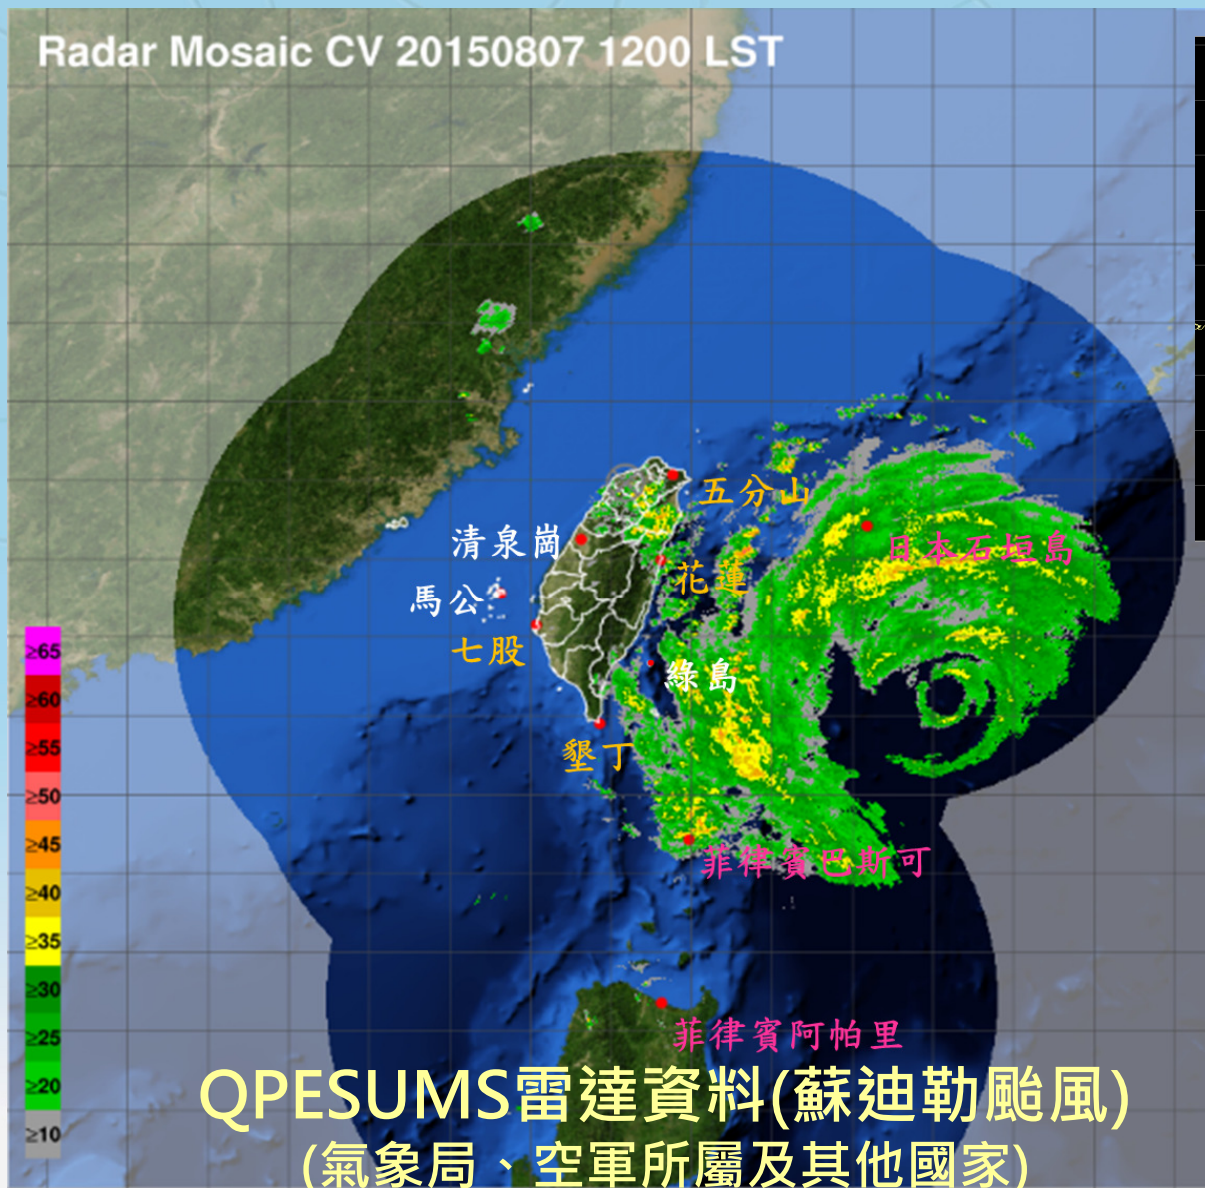 Radar Mosaic CV 20150807 1200 LST
五分山
清泉崗
日本石垣島
花蓮
馬公
七股
綠島
墾丁
菲律賓巴斯可
菲律賓阿帕里
≥65
≥60
≥55
≥50
≥45
≥40
≥35
≥30
≥25
≥20
≥10
QPESUMS雷達資料(蘇迪勒颱風)
(氣象局、空軍所屬及其他國家)